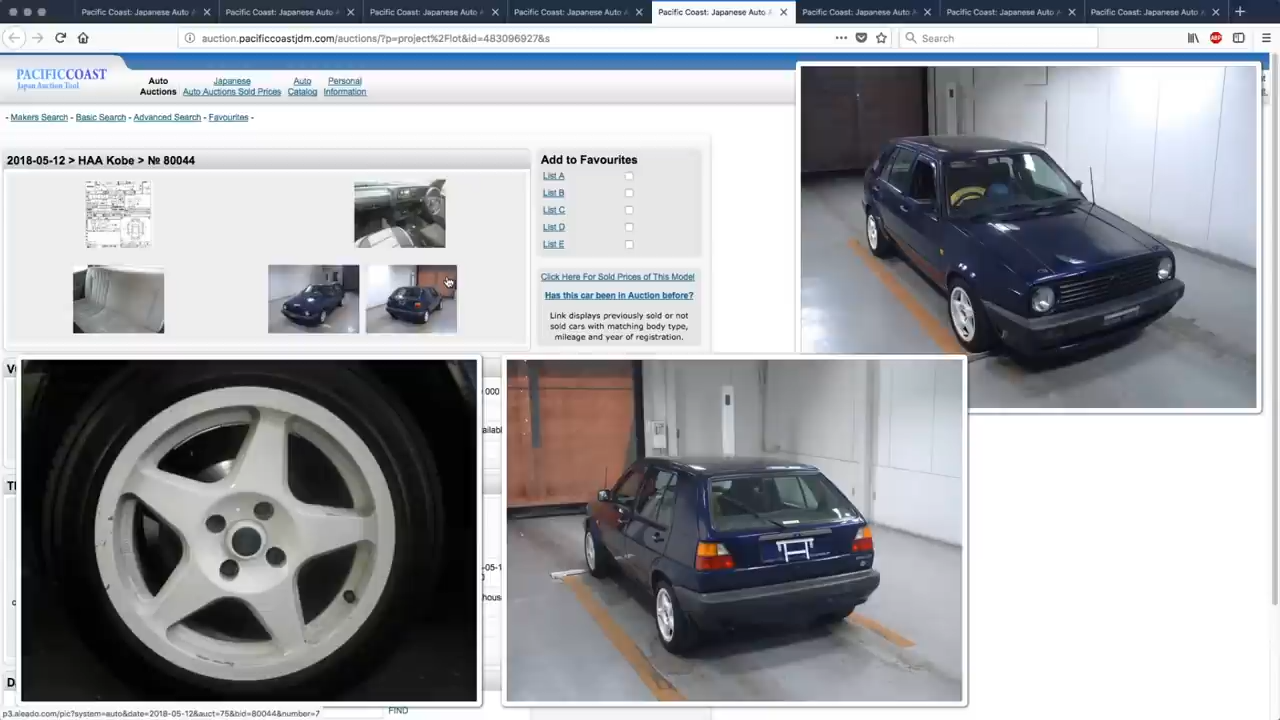 Pacific Coast: Japanese Auto A
Pacific Coast: Japanese Auto A
Pacific Coast: Japanese Auto A
Pacific Coast: Japanese Auto A
Pacific Coast: Japanese Auto A
Pacific Coast: Japanese Auto A
Pacific Coast: Japanese Auto A
Pacific Coast: Japanese Auto A
auction.pacificcoastjdm.com/auctions/?p=project%2Flot&id=483096927&s
Search
ABP
PACIFICCOAST
Japan Auction Tool
Auto Auctions
Japanese Auto Auctions Sold Prices
Auto Catalog
Personal Information
- Makers Search - Basic Search - Advanced Search - Favourites -
2018-05-12 > HAA Kobe > № 80044
Add to Favourites
List A
List B
List C
List D
List E
Click Here For Sold Prices of This Model
Has this car been in Auction before?
Link displays previously sold or not
sold cars with matching body type,
mileage and year of registration.
000
FIND
p3.aleado.com/pic?system=auto&date=2018-05-12&auct=75&bid=80044&number=7